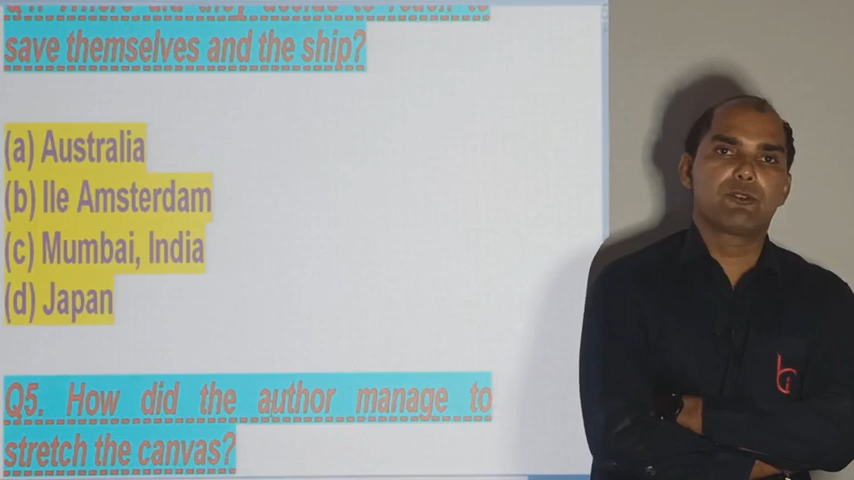 save themselves and the ship?
(a) Australia
(b) Ile Amsterdam
(c) Mumbai, India
(d) Japan
Q5. How did the author manage to
stretch the canvas?